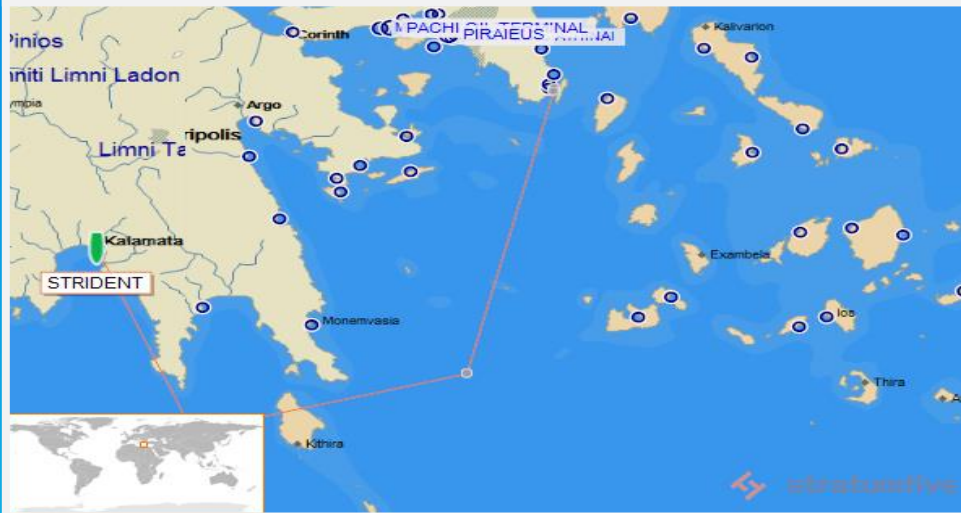 Kalivarion
PACHI OIL TERMINAL
PIRAIEUS
Corinth
Pinios
Limni Ladon
Argo
ripolis
Limni Ta
Kalamata
STRIDENT
Exambela
Monemvasia
Ios
Thira
A
Kithira
stratumfive